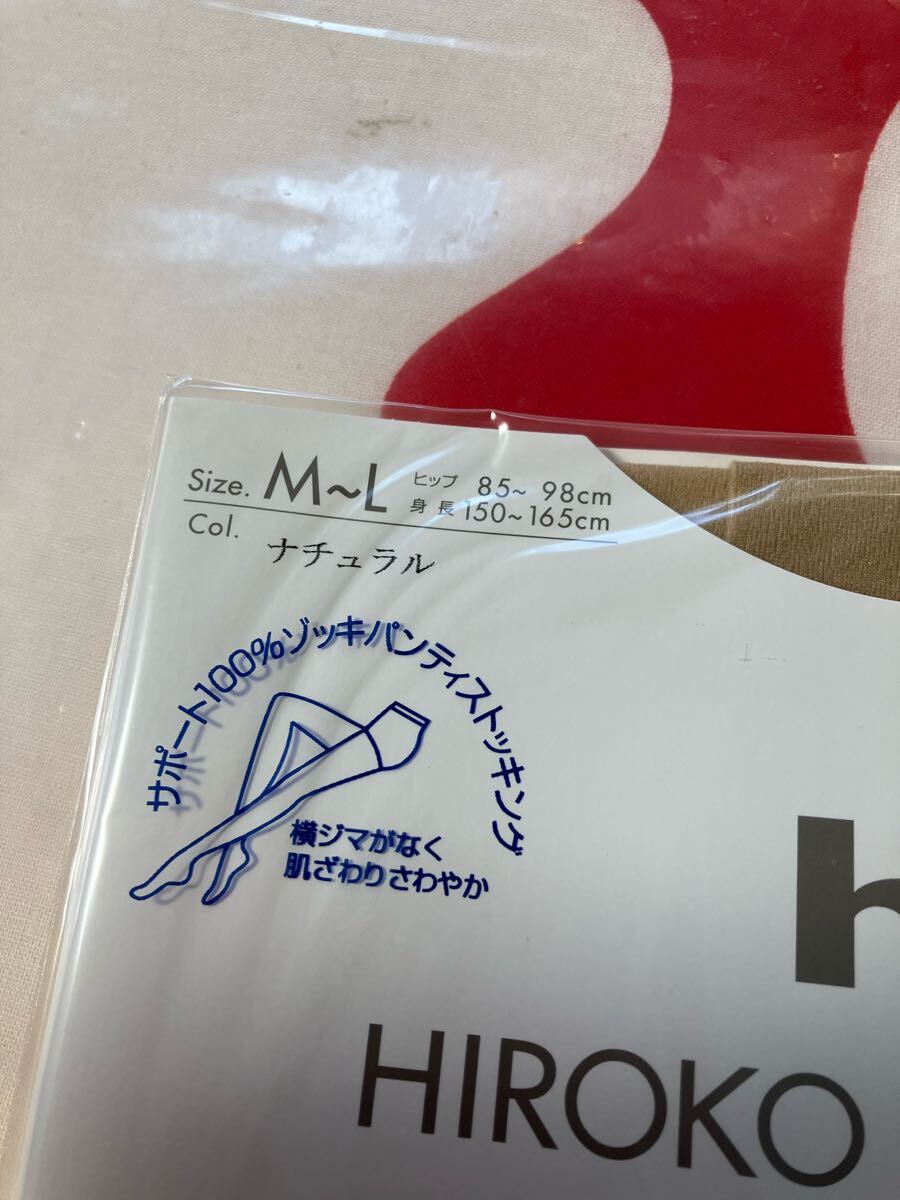 Size. M~L ヒップ 85~ 98cm
身長 150~165cm
Col. ナチュラル
サポート100%ゾッキパンティストッキング
横ジマがなく
肌ざわりさわやか
h
HIROKO